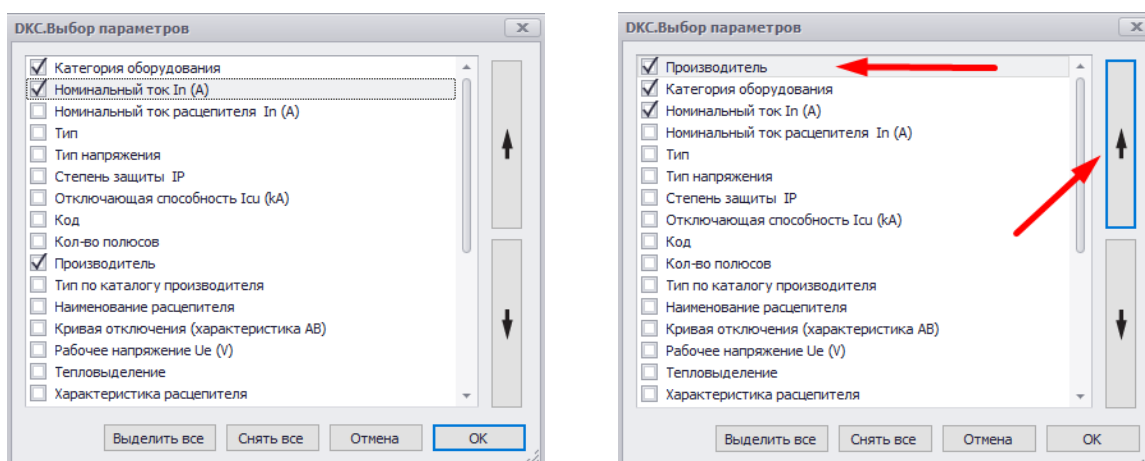 DKC.Выбор параметров
Категория оборудования
Номинальный ток In (А)
Номинальный ток расцепителя  In (А)
Тип
Тип напряжения
Степень защиты  IP
Отключающая способность Icu (kA)
Код
Кол-во полюсов
Производитель
Тип по каталогу производителя
Наименование расцепителя
Кривая отключения (характеристика АВ)
Рабочее напряжение Ue (V)
Тепловыделение
Характеристика расцепителя
Выделить все Снять все Отмена OK
DKC.Выбор параметров
Производитель
Категория оборудования
Номинальный ток In (А)
Номинальный ток расцепителя  In (А)
Тип
Тип напряжения
Степень защиты  IP
Отключающая способность Icu (kA)
Код
Кол-во полюсов
Тип по каталогу производителя
Наименование расцепителя
Кривая отключения (характеристика АВ)
Рабочее напряжение Ue (V)
Тепловыделение
Характеристика расцепителя
Выделить все Снять все Отмена OK